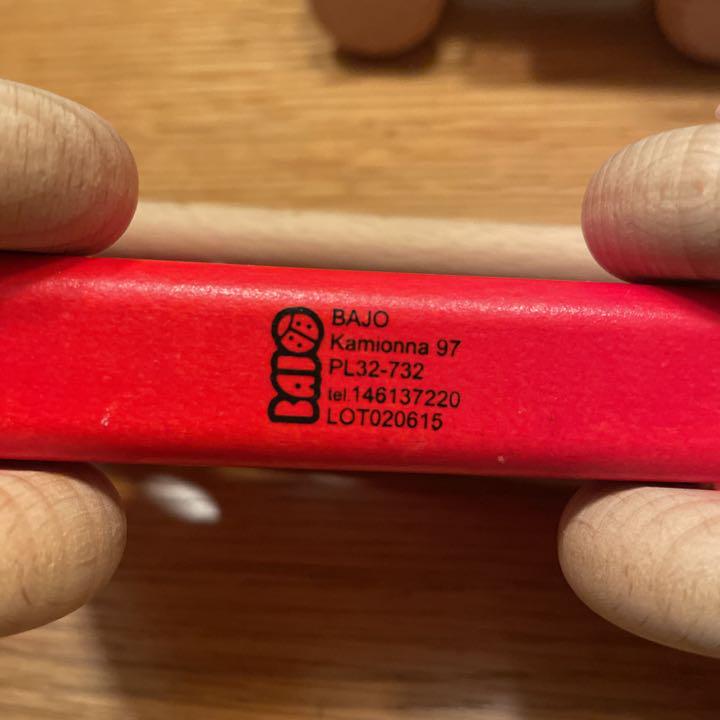 BAJO
BAJO
Kamionna 97
PL32-732
tel.146137220
LOT020615